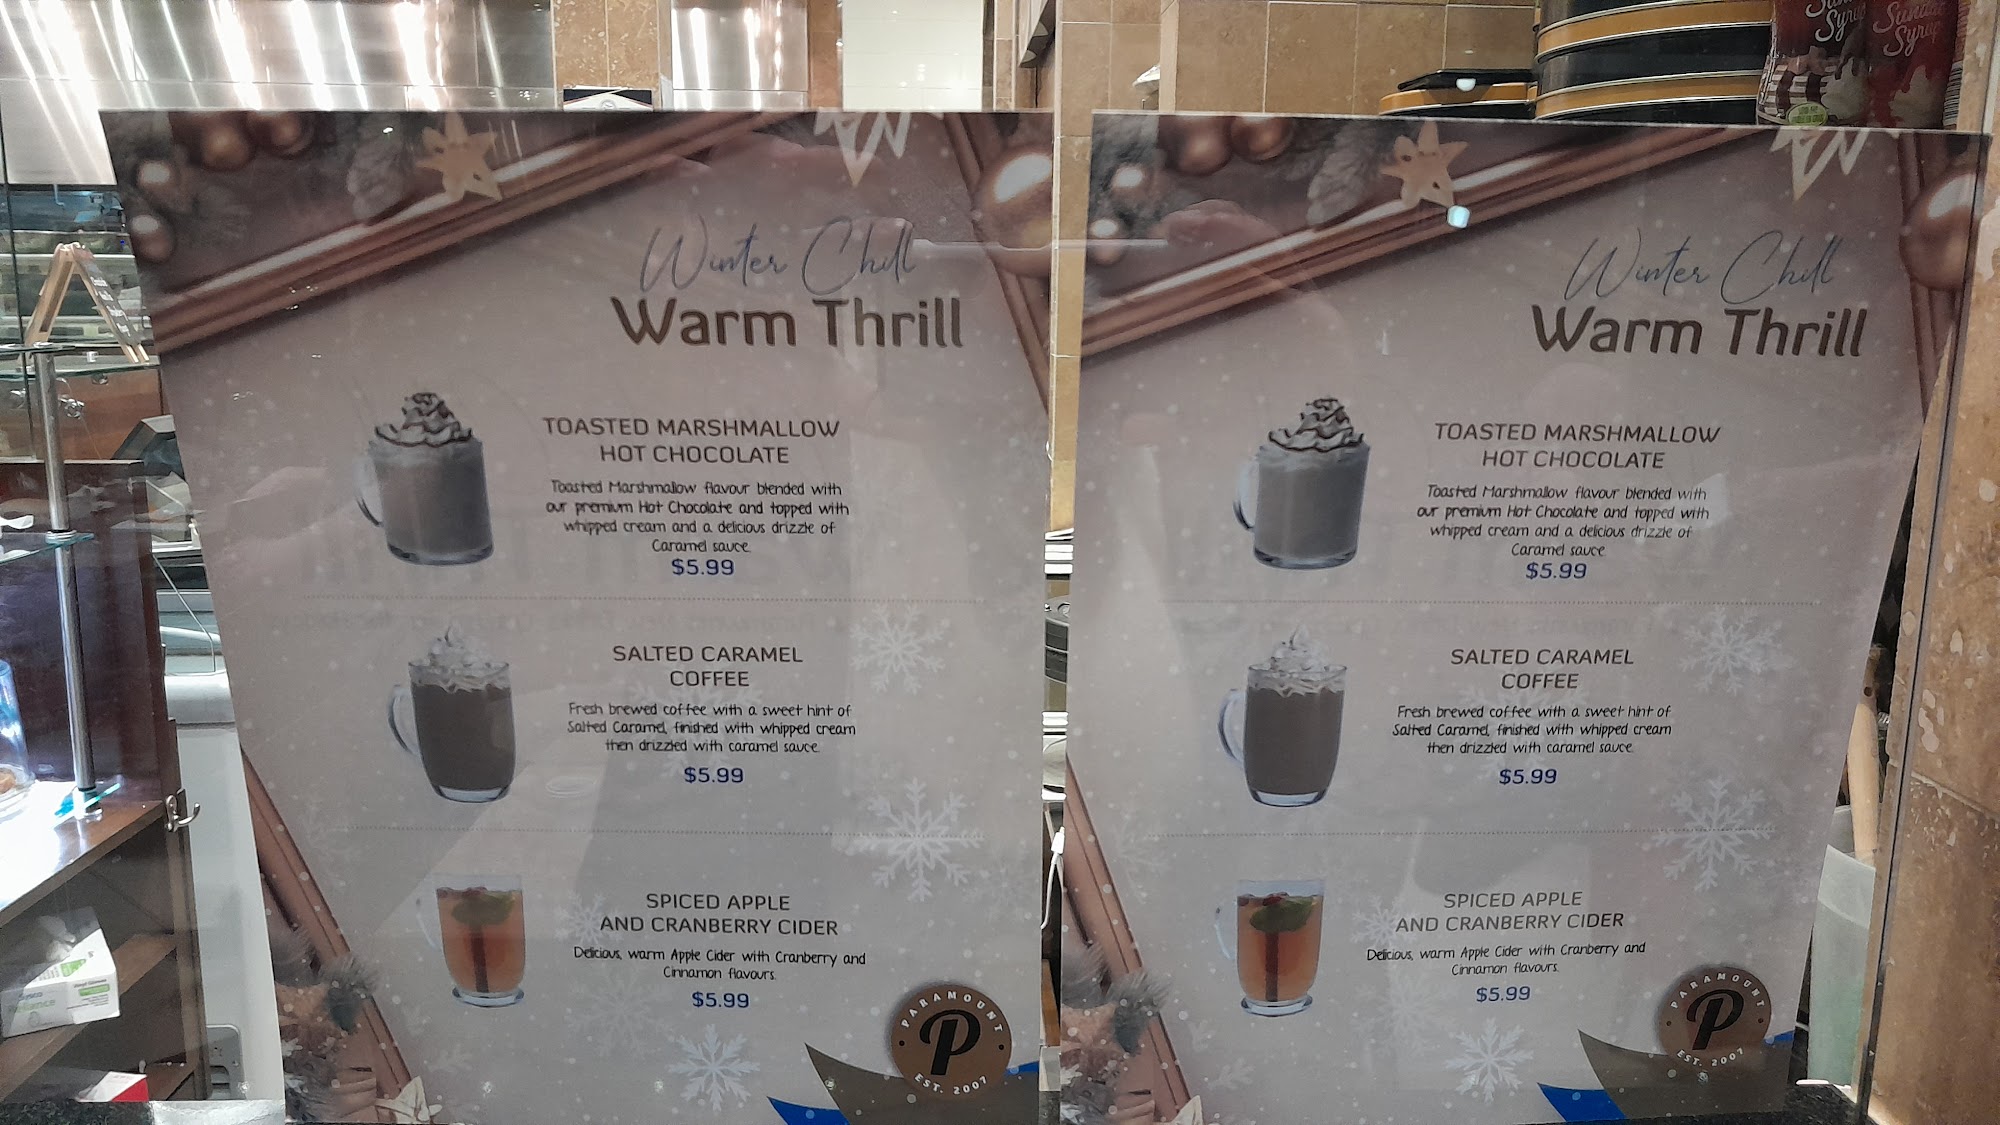 Sundae
Syrup
Sundae
Syrup
Winter Chill
Warm Thrill
TOASTED MARSHMALLOW
HOT CHOCOLATE
Toasted Marshmallow flavour blended with
our premium Hot Chocolate and topped with
whipped cream and a delicious drizzle of
Caramel sauce.
$5.99
SALTED CARAMEL
COFFEE
Fresh brewed coffee with a sweet hint of
Salted Caramel, finished with whipped cream
then drizzled with caramel sauce.
$5.99
SPICED APPLE
AND CRANBERRY CIDER
Delicious, warm Apple Cider with Cranberry and
Cinnamon flavours.
$5.99
PARAMOUNT
P
EST. 2007
Winter Chill
Warm Thrill
TOASTED MARSHMALLOW
HOT CHOCOLATE
Toasted Marshmallow flavour blended with
our premium Hot Chocolate and topped with
whipped cream and a delicious drizzle of
Caramel sauce
$5.99
SALTED CARAMEL
COFFEE
Fresh brewed coffee with a sweet hint of
Salted Caramel, finished with whipped cream
then drizzled with caramel sauce.
$5.99
SPICED APPLE
AND CRANBERRY CIDER
Delicious, warm Apple Cider with Cranberry and
Cinnamon flavours.
$5.99
PARAMOUNT
P
EST. 2007